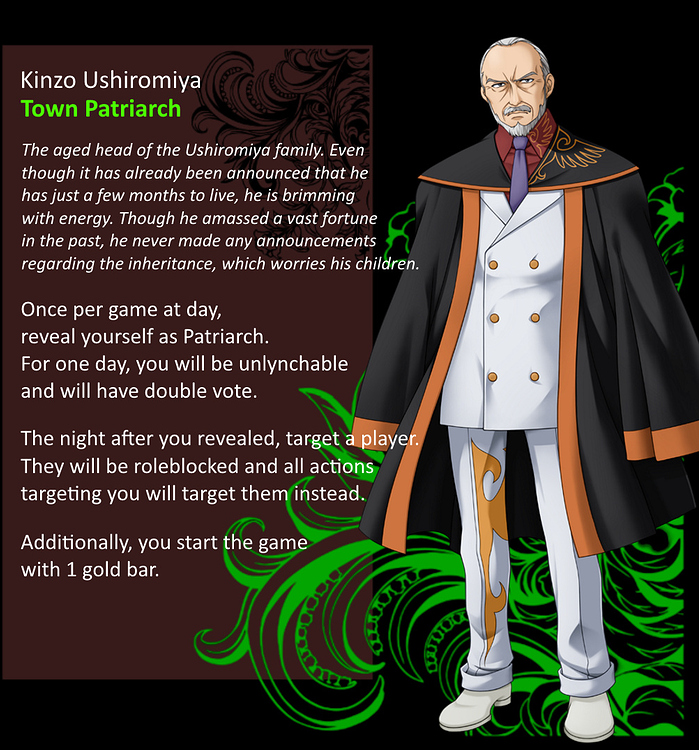 Kinzo Ushiromiya
Town Patriarch
The aged head of the Ushiromiya family. Even
though it has already been announced that he
has just a few months to live, he is brimming
with energy. Though he amassed a vast fortune
in the past, he never made any announcements
regarding the inheritance, which worries his children.
Once per game at day,
reveal yourself as Patriarch.
For one day, you will be unlynchable
and will have double vote.
The night after you revealed, target a player.
They will be roleblocked and all actions
targeting you will target them instead.
Additionally, you start the game
with 1 gold bar.